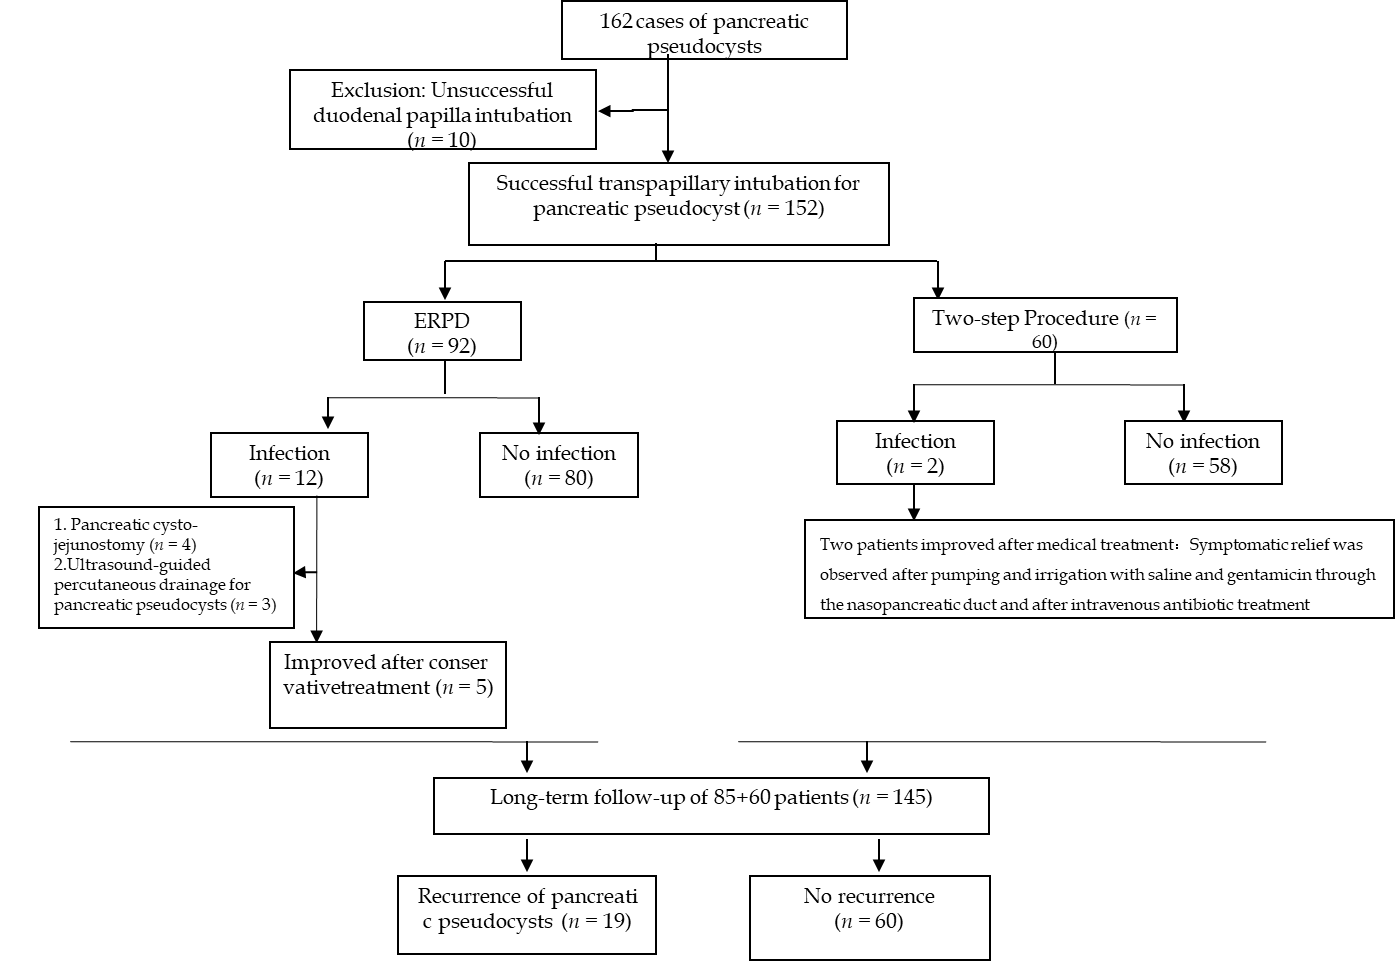 162 cases of pancreatic
pseudocysts
Exclusion: Unsuccessful
duodenal papilla intubation
(n = 10)
Successful transpapillary intubation for
pancreatic pseudocyst (n = 152)
ERPD
(n = 92)
Two-step Procedure (n =
60)
Infection
(n = 12)
No infection
(n = 80)
Infection
(n = 2)
No infection
(n = 58)
1. Pancreatic cysto-
jejunostomy (n = 4)
2.Ultrasound-guided
percutaneous drainage for
pancreatic pseudocysts (n = 3)
Two patients improved after medical treatment：Symptomatic relief was
observed after pumping and irrigation with saline and gentamicin through
the nasopancreatic duct and after intravenous antibiotic treatment
Improved after conser
vativetreatment (n = 5)
Long-term follow-up of 85+60 patients (n = 145)
Recurrence of pancreati
c pseudocysts (n = 19)
No recurrence
(n = 60)